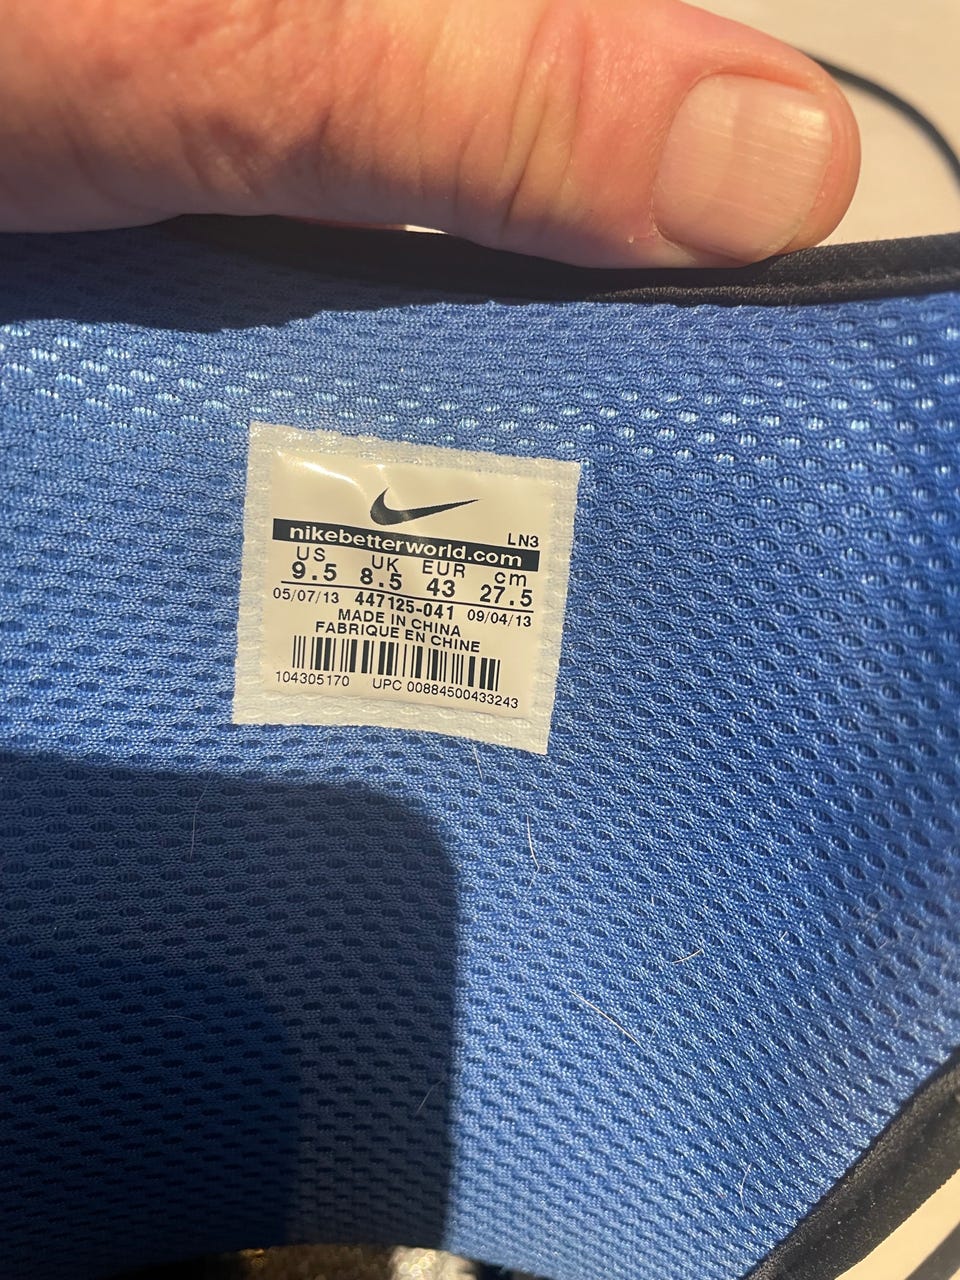 LN3
nikebetterworld.com
US UK EUR cm
9.5 8.5 43 27.5
05/07/13 447125-041 09/04/13
MADE IN CHINA
FABRIQUE EN CHINE
104305170 UPC 00884500433243